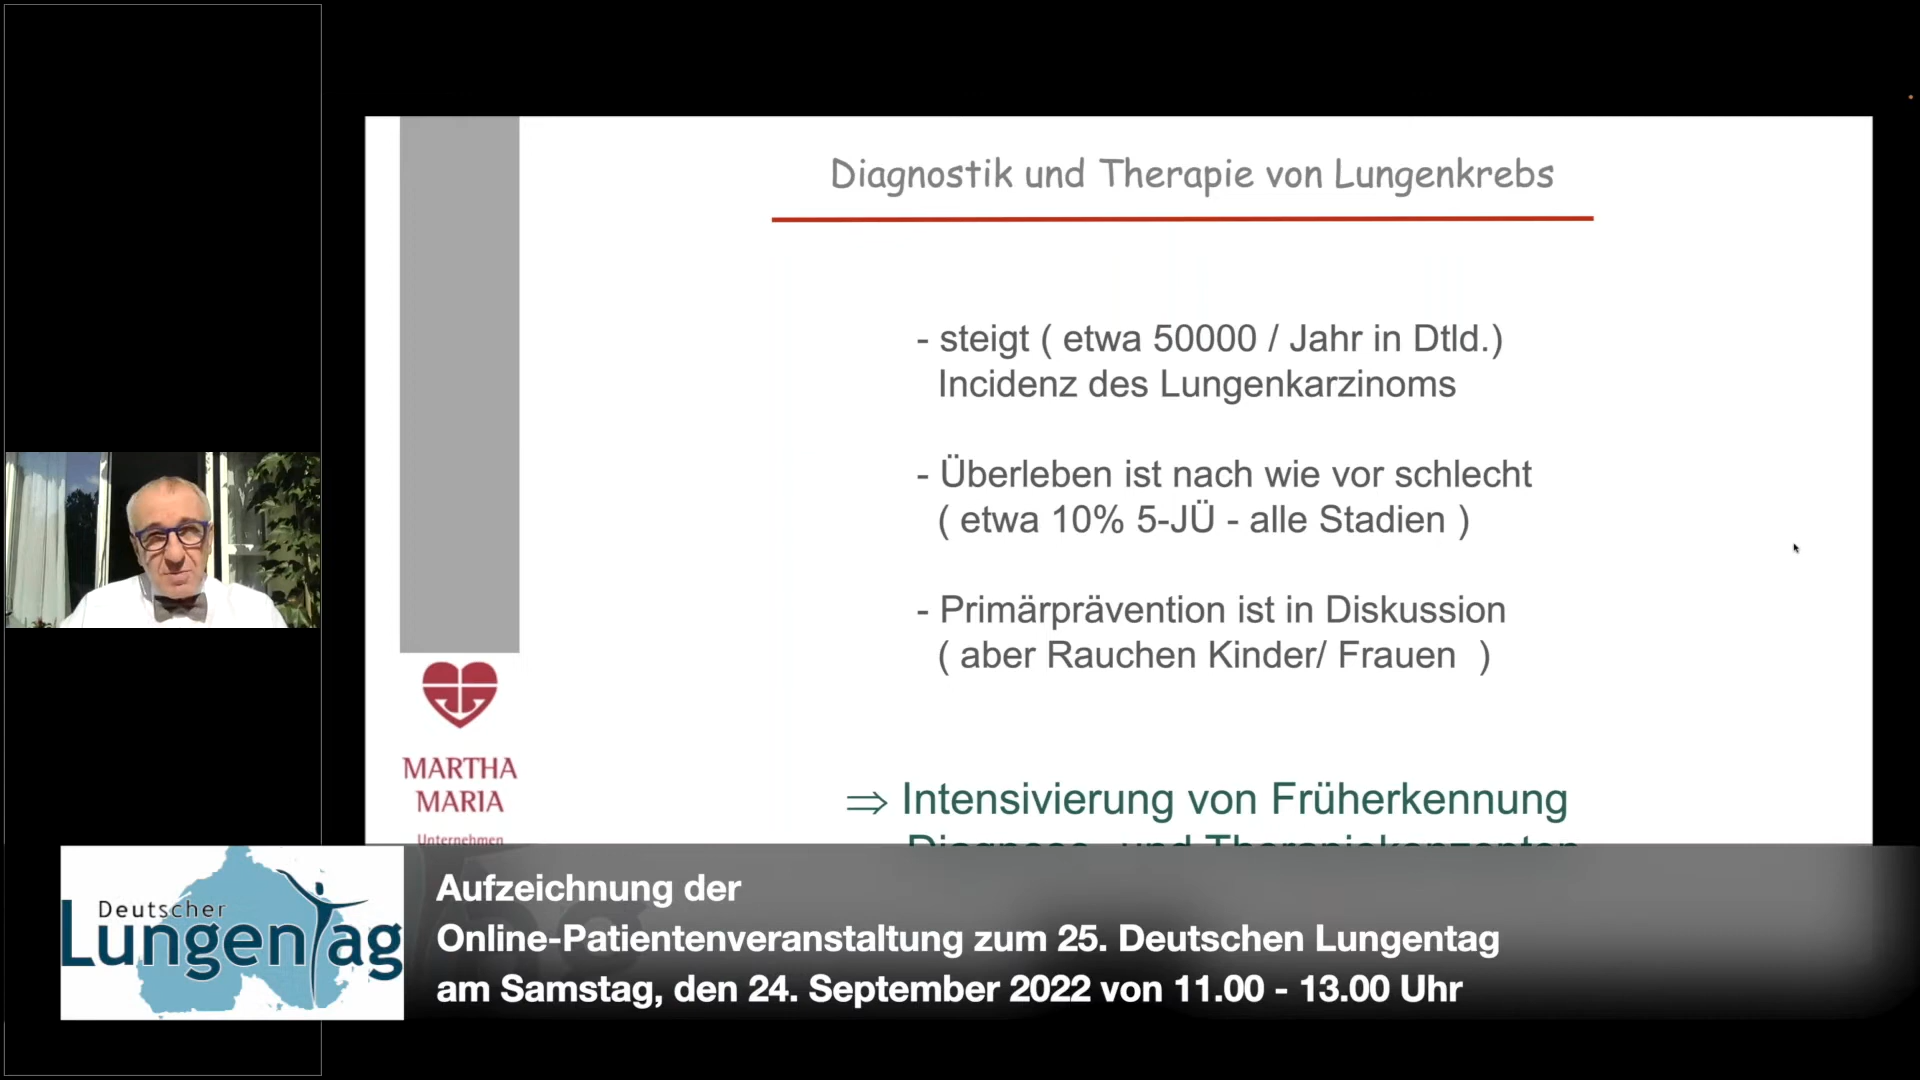 Diagnostik und Therapie von Lungenkrebs
- steigt ( etwa 50000 / Jahr in Dtld.)
Incidenz des Lungenkarzinoms
- Überleben ist nach wie vor schlecht
( etwa 10% 5-JÜ - alle Stadien )
- Primärprävention ist in Diskussion
( aber Rauchen Kinder/ Frauen )
⇒ Intensivierung von Früherkennung
Diagnose- und Therapiekonzepten
MARTHA
MARIA
Unternehmen
Deutscher
LungenTag
Aufzeichnung der
Online-Patientenveranstaltung zum 25. Deutschen Lungentag
am Samstag, den 24. September 2022 von 11.00 - 13.00 Uhr